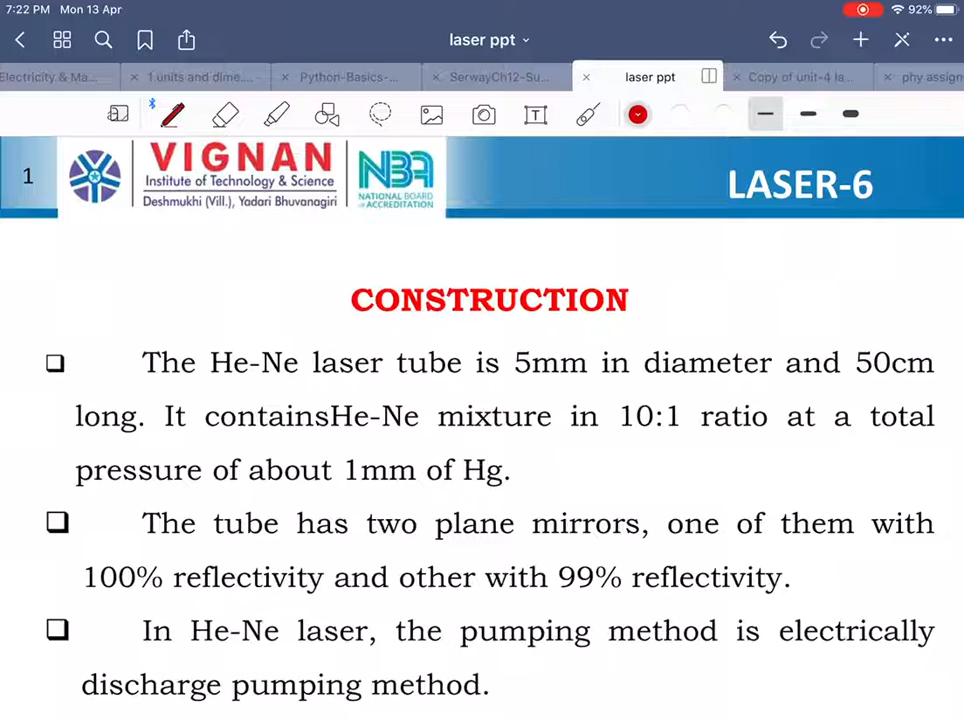 7:22 PM Mon 13 Apr
92%
laser ppt
Electricity & Ma...
1 units and dime...
Python-Basics-...
SerwayCh12-Su...
laser ppt
Copy of unit-4 la...
phy assign
T
1
VIGNAN
Institute of Technology & Science
Deshmukhi (Vill.), Yadari Bhuvanagiri
NBA
NATIONAL BOARD
of ACCREDITATION
LASER-6
CONSTRUCTION
❑ The He-Ne laser tube is 5mm in diameter and 50cm
long. It containsHe-Ne mixture in 10:1 ratio at a total
pressure of about 1mm of Hg.
❑ The tube has two plane mirrors, one of them with
100% reflectivity and other with 99% reflectivity.
❑ In He-Ne laser, the pumping method is electrically
discharge pumping method.